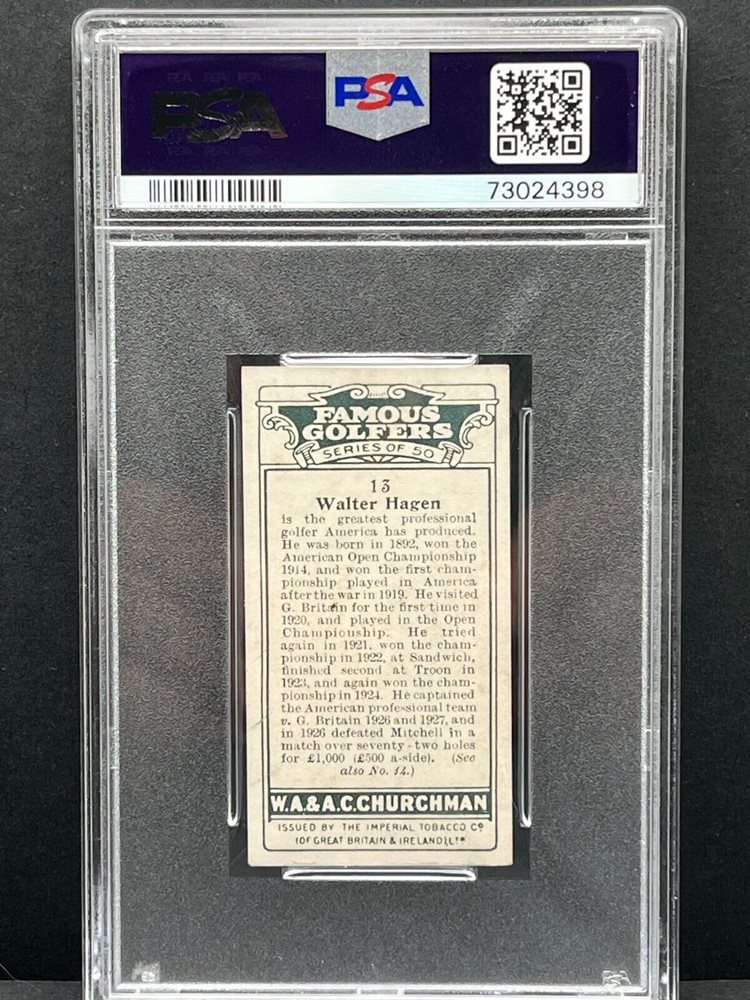 PSA
PSA
73024398
FAMOUS
GOLFERS
SERIES OF 50
13
Walter Hagen
is the greatest professional
golfer America has produced.
He was born in 1892, won the
American Open Championship
1914, and won the first cham-
pionship played in America
after the war in 1919. He visited
G. Britain for the first time in
1920, and played in the Open
Championship. He tried
again in 1921, won the cham-
pionship in 1922, at Sandwich,
finished second at Troon in
1923, and again won the cham-
pionship in 1924. He captained
the American professional team
v. G. Britain 1926 and 1927, and
in 1926 defeated Mitchell in a
match over seventy-two holes
for £1,000 (£500 a-side). (See
also No. 14.)
W.A.&A.C.CHURCHMAN
ISSUED BY THE IMPERIAL TOBACCO Cº
(OF GREAT BRITAIN & IRELAND) Lᵀᴰ